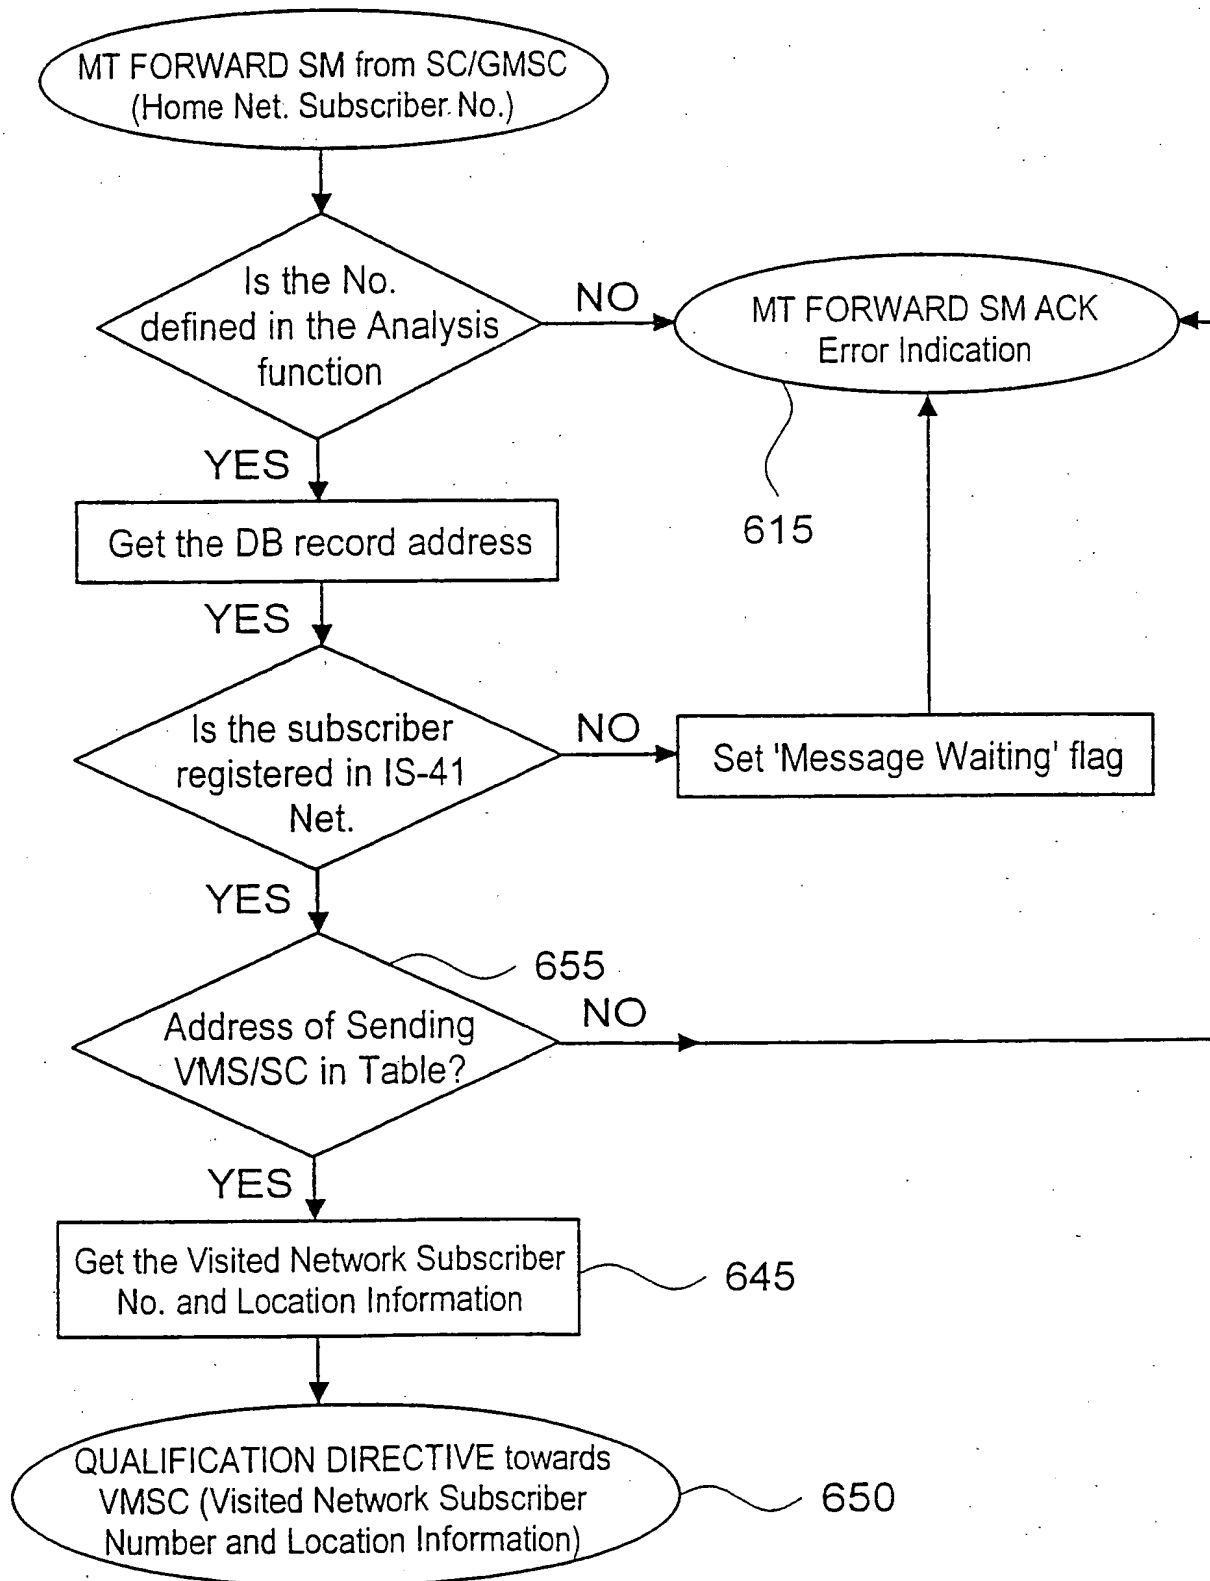 MT FORWARD SM from SC/GMSC
(Home Net. Subscriber No.)
Is the No.
defined in the Analysis
function
NO
MT FORWARD SM ACK
Error Indication
615
YES
Get the DB record address
YES
Is the subscriber
registered in IS-41
Net.
NO
Set 'Message Waiting' flag
YES
655
Address of Sending
VMS/SC in Table?
NO
YES
Get the Visited Network Subscriber
No. and Location Information
645
QUALIFICATION DIRECTIVE towards
VMSC (Visited Network Subscriber
Number and Location Information)
650